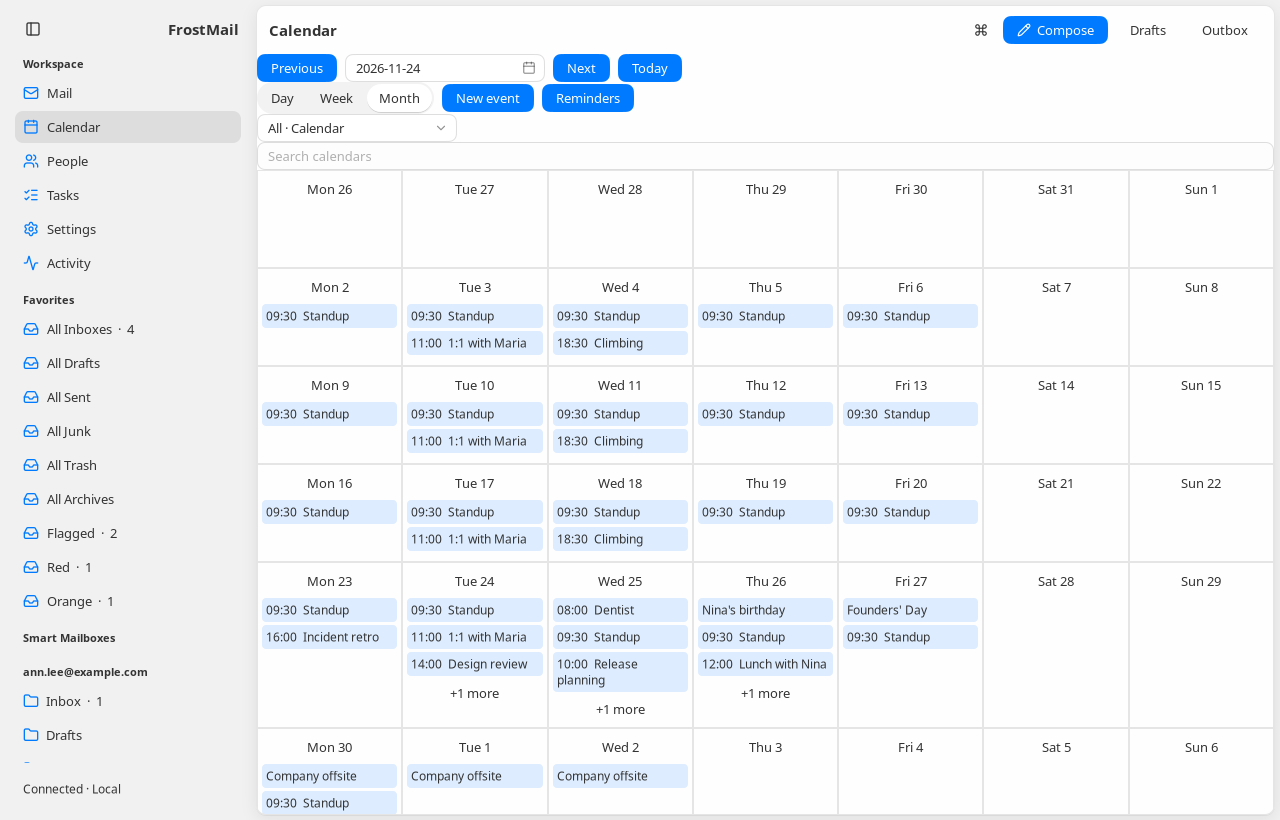 FrostMail
Workspace
Mail
Calendar
People
Tasks
Settings
Activity
Favorites
All Inboxes · 4
All Drafts
All Sent
All Junk
All Trash
All Archives
Flagged · 2
Red · 1
Orange · 1
Smart Mailboxes
ann.lee@example.com
Inbox · 1
Drafts
Connected · Local
Calendar
⌘ Compose Drafts Outbox
Previous 2026-11-24 Next Today
Day Week Month New event Reminders
All · Calendar
Search calendars
Mon 26 Tue 27 Wed 28 Thu 29 Fri 30 Sat 31 Sun 1
Mon 2 Tue 3 Wed 4 Thu 5 Fri 6 Sat 7 Sun 8
09:30 Standup 09:30 Standup 09:30 Standup 09:30 Standup 09:30 Standup
11:00 1:1 with Maria 18:30 Climbing
Mon 9 Tue 10 Wed 11 Thu 12 Fri 13 Sat 14 Sun 15
09:30 Standup 09:30 Standup 09:30 Standup 09:30 Standup 09:30 Standup
11:00 1:1 with Maria 18:30 Climbing
Mon 16 Tue 17 Wed 18 Thu 19 Fri 20 Sat 21 Sun 22
09:30 Standup 09:30 Standup 09:30 Standup 09:30 Standup 09:30 Standup
11:00 1:1 with Maria 18:30 Climbing
Mon 23 Tue 24 Wed 25 Thu 26 Fri 27 Sat 28 Sun 29
09:30 Standup 09:30 Standup 08:00 Dentist Nina's birthday Founders' Day
16:00 Incident retro 11:00 1:1 with Maria 09:30 Standup 09:30 Standup 09:30 Standup
14:00 Design review 10:00 Release 12:00 Lunch with Nina
planning
+1 more +1 more
+1 more
Mon 30 Tue 1 Wed 2 Thu 3 Fri 4 Sat 5 Sun 6
Company offsite Company offsite Company offsite
09:30 Standup